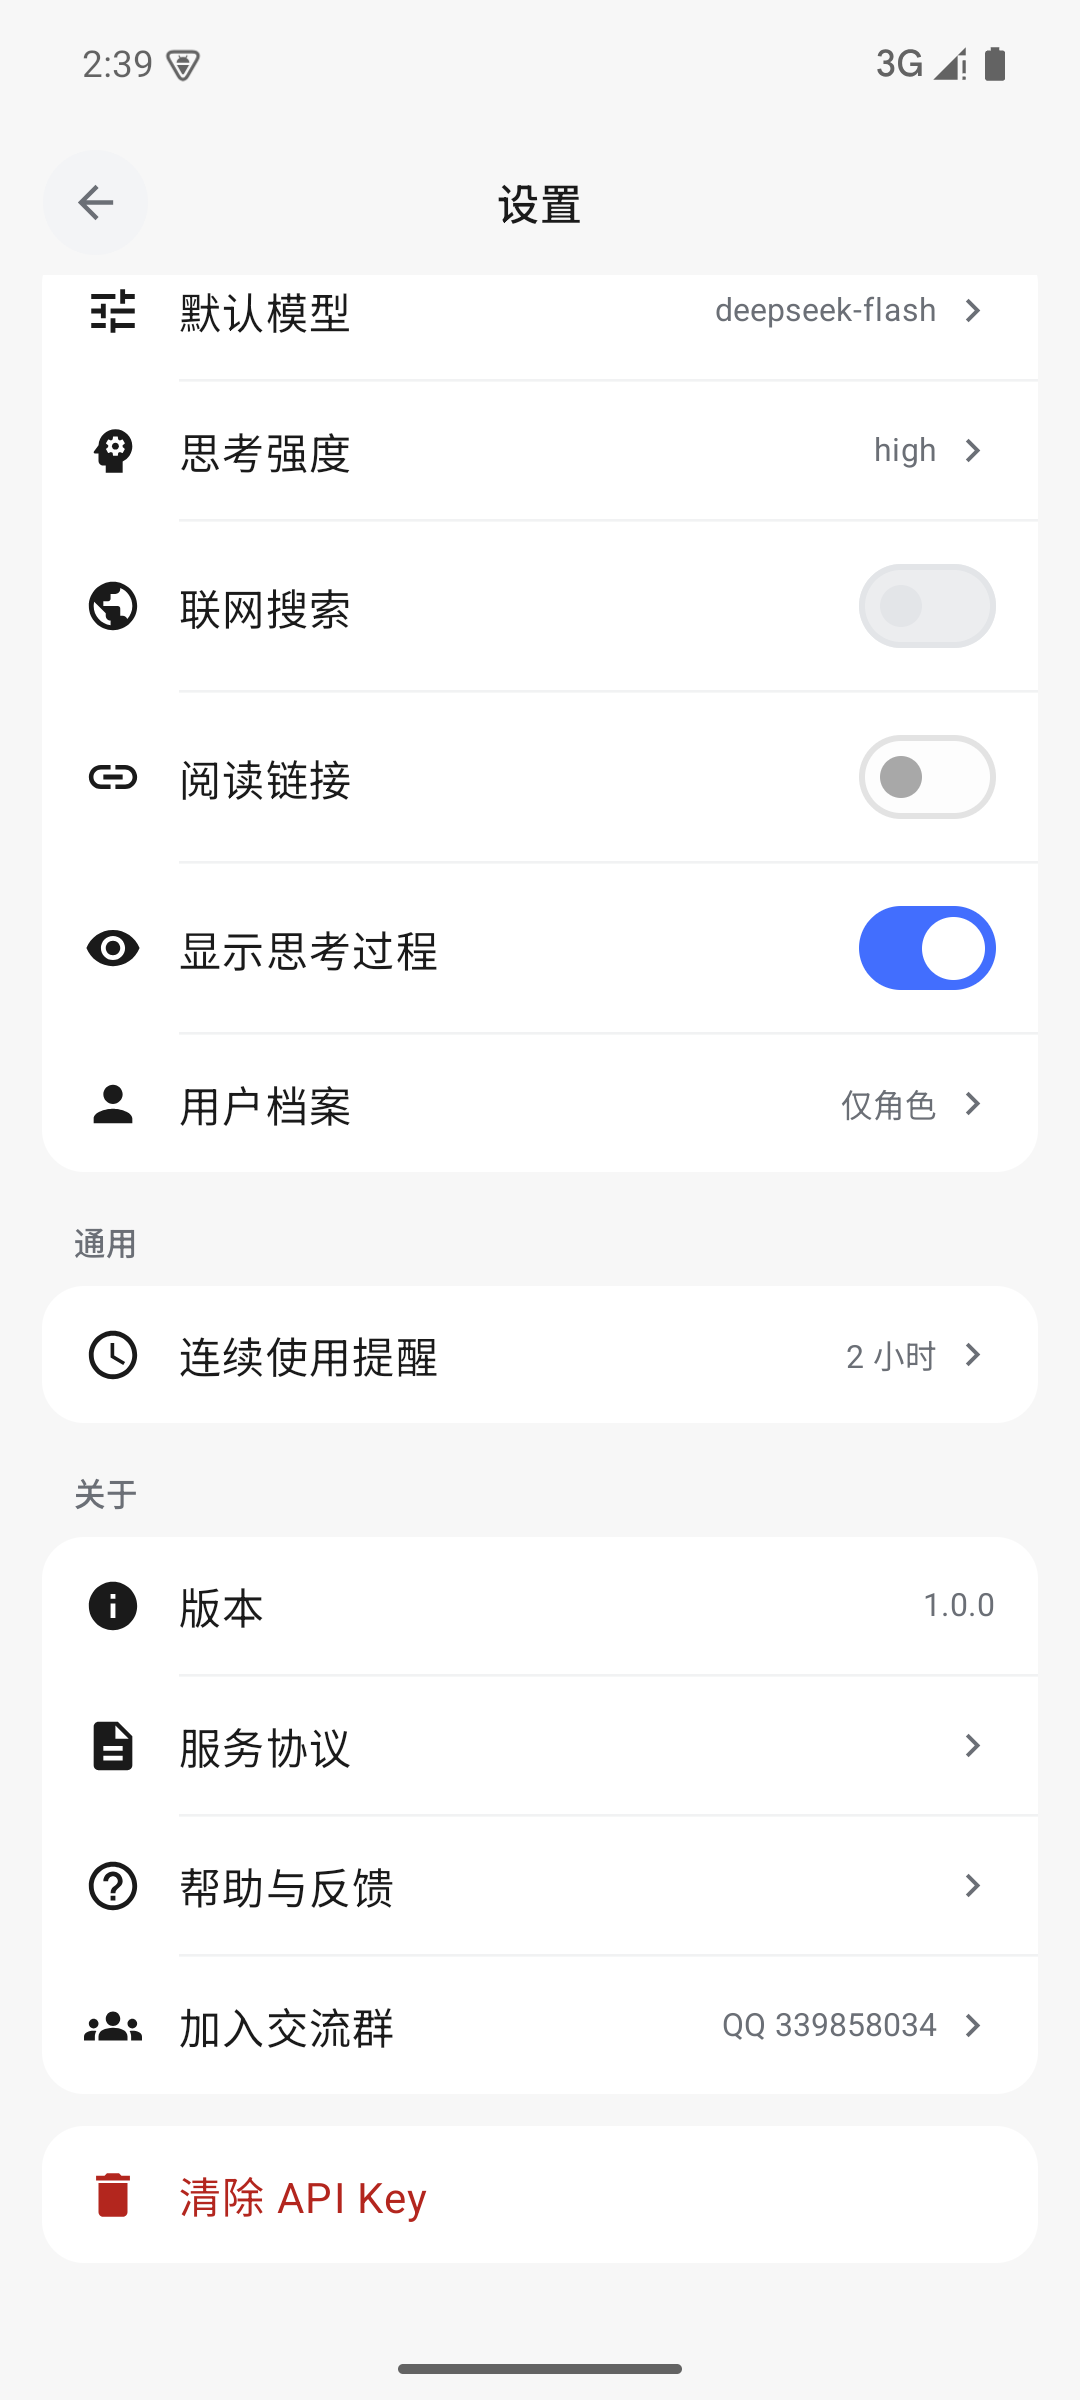 2:39
3G
设置
默认模型
deepseek-flash
思考强度
high
联网搜索
阅读链接
显示思考过程
用户档案
仅角色
通用
连续使用提醒
2 小时
关于
版本
1.0.0
服务协议
帮助与反馈
加入交流群
QQ 339858034
清除 API Key